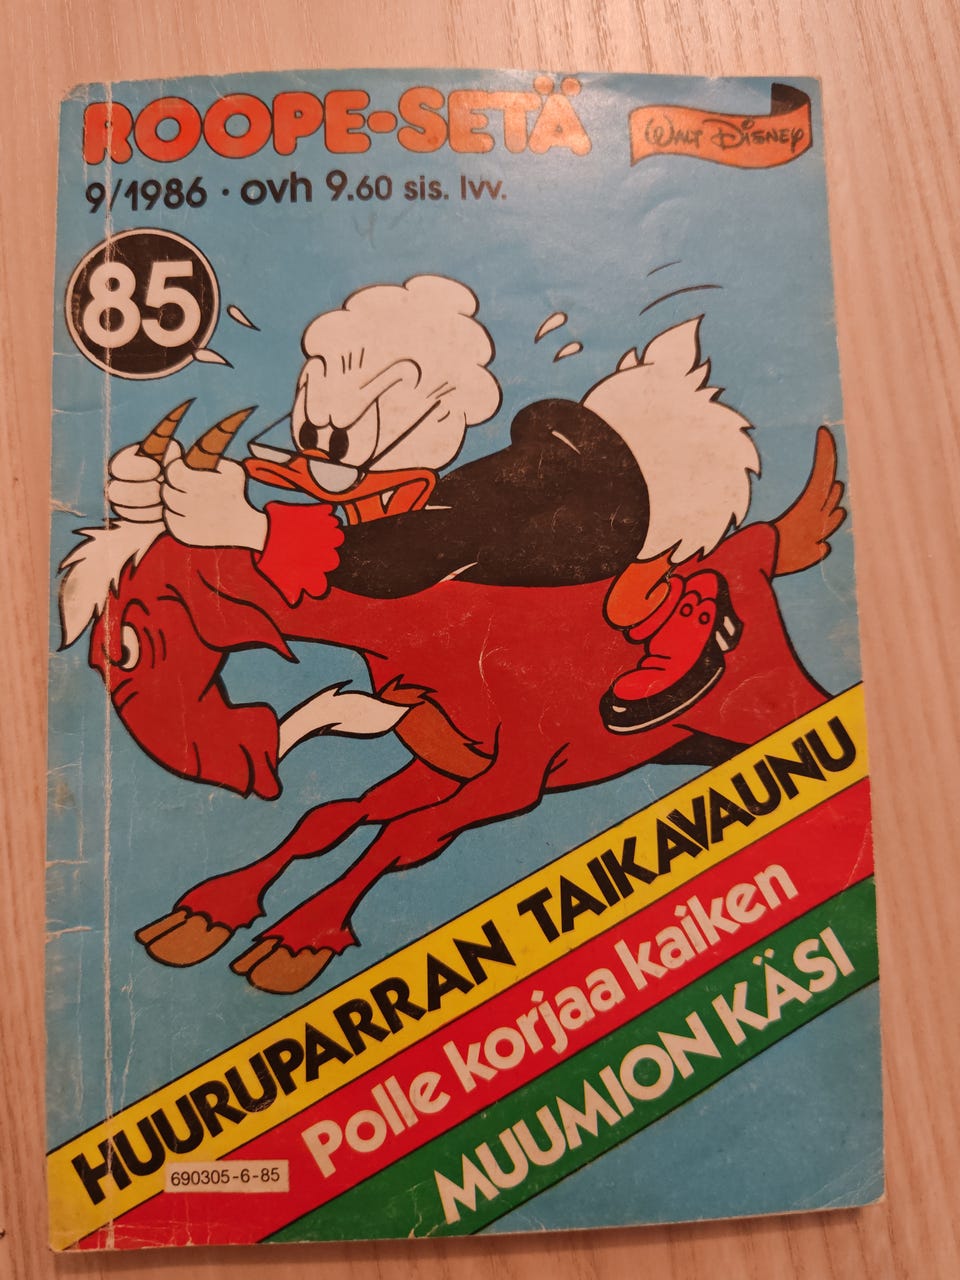 ROOPE-SETÄ
WALT DISNEY
9/1986 · ovh 9.60 sis. lvv.
85
HUURUPARRAN TAIKAVAUNU
Polle korjaa kaiken
MUUMION KÄSI
690305-6-85